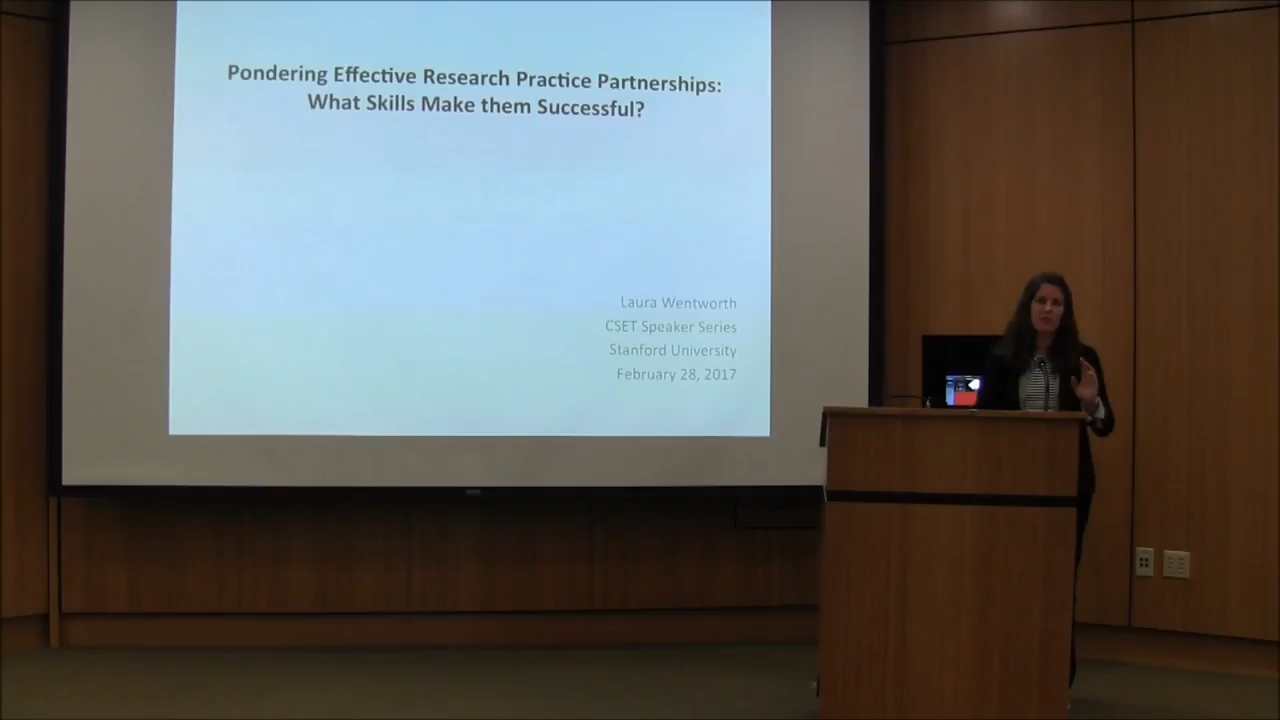 Pondering Effective Research Practice Partnerships:
What Skills Make them Successful?
Laura Wentworth
CSET Speaker Series
Stanford University
February 28, 2017